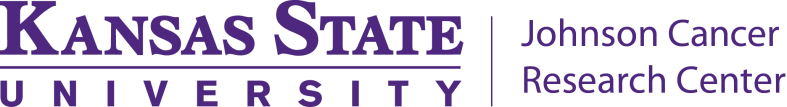 KANSAS STATE
UNIVERSITY
Johnson Cancer
Research Center